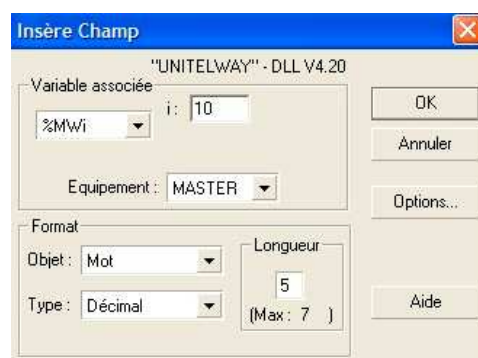 Insère Champ
"UNITELWAY" - DLL V4.20
Variable associée
%MWi i : 10
Equipement : MASTER
Format
Objet : Mot
Type : Décimal
Longueur
5
(Max : 7 )
OK
Annuler
Options...
Aide